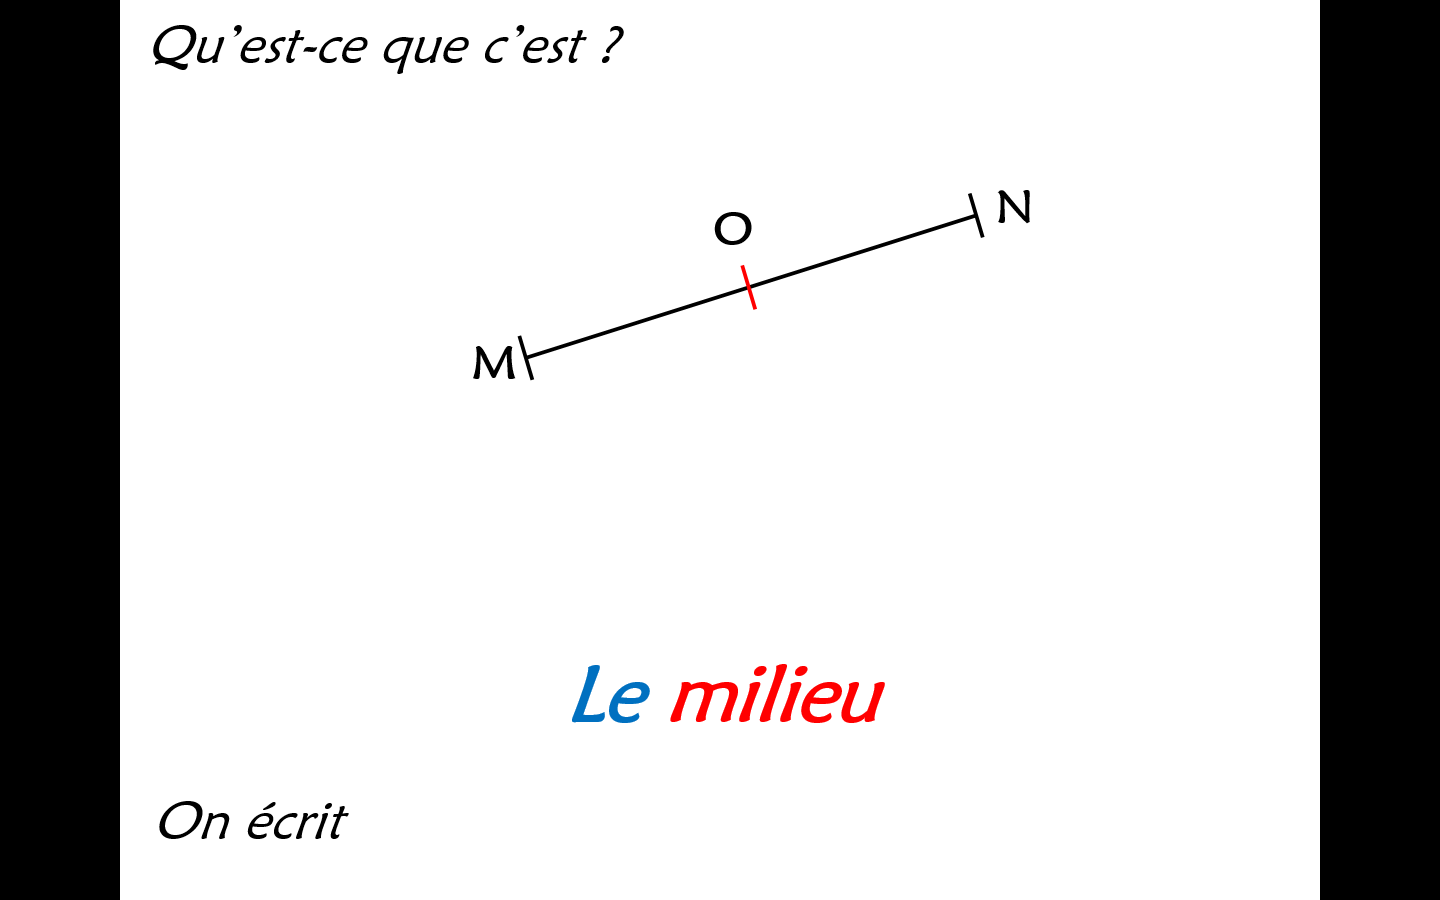 Qu’est-ce que c’est ?
N
O
M
Le milieu
On écrit